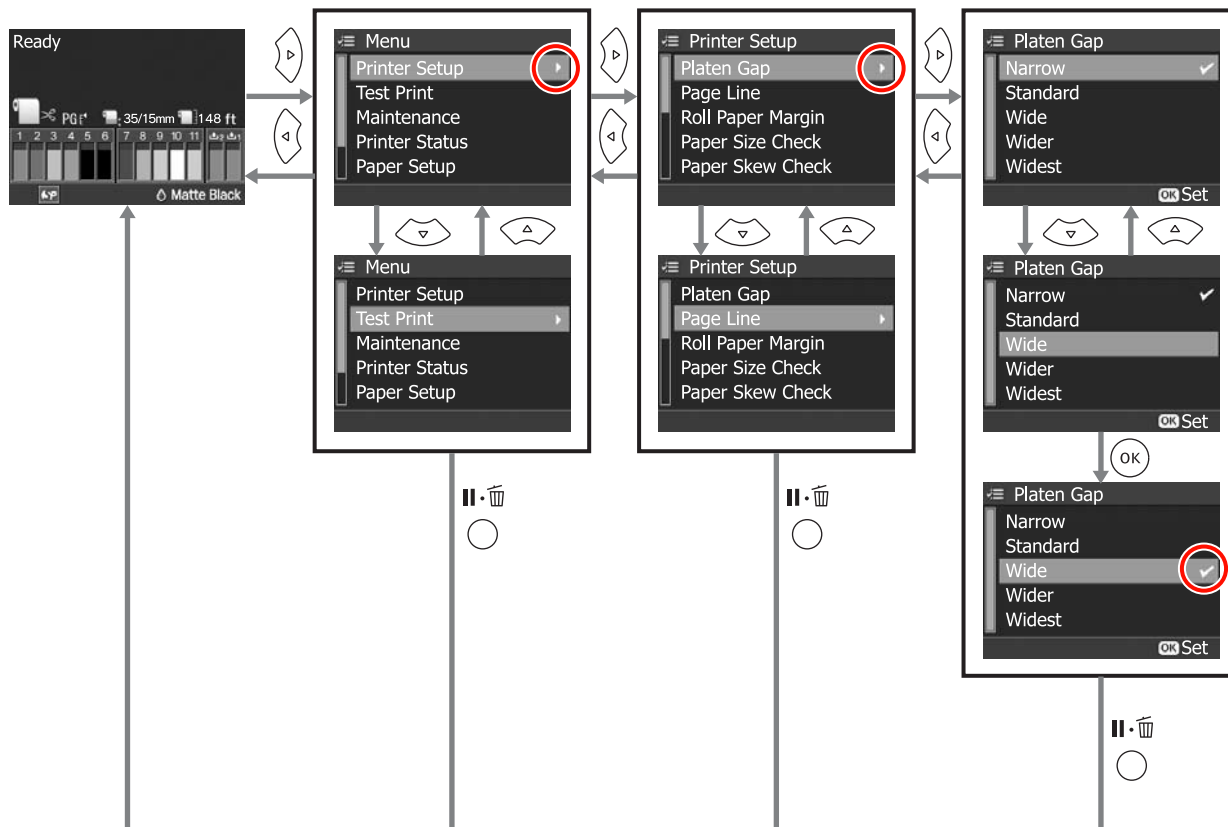 Ready
PG 35/15mm 148 ft
1 2 3 4 5 6 7 8 9 10 11 2 1
Matte Black
Menu
Printer Setup
Test Print
Maintenance
Printer Status
Paper Setup
Menu
Printer Setup
Test Print
Maintenance
Printer Status
Paper Setup
Printer Setup
Platen Gap
Page Line
Roll Paper Margin
Paper Size Check
Paper Skew Check
Printer Setup
Platen Gap
Page Line
Roll Paper Margin
Paper Size Check
Paper Skew Check
Platen Gap
Narrow
Standard
Wide
Wider
Widest
OK Set
Platen Gap
Narrow
Standard
Wide
Wider
Widest
OK Set
OK
Platen Gap
Narrow
Standard
Wide
Wider
Widest
OK Set